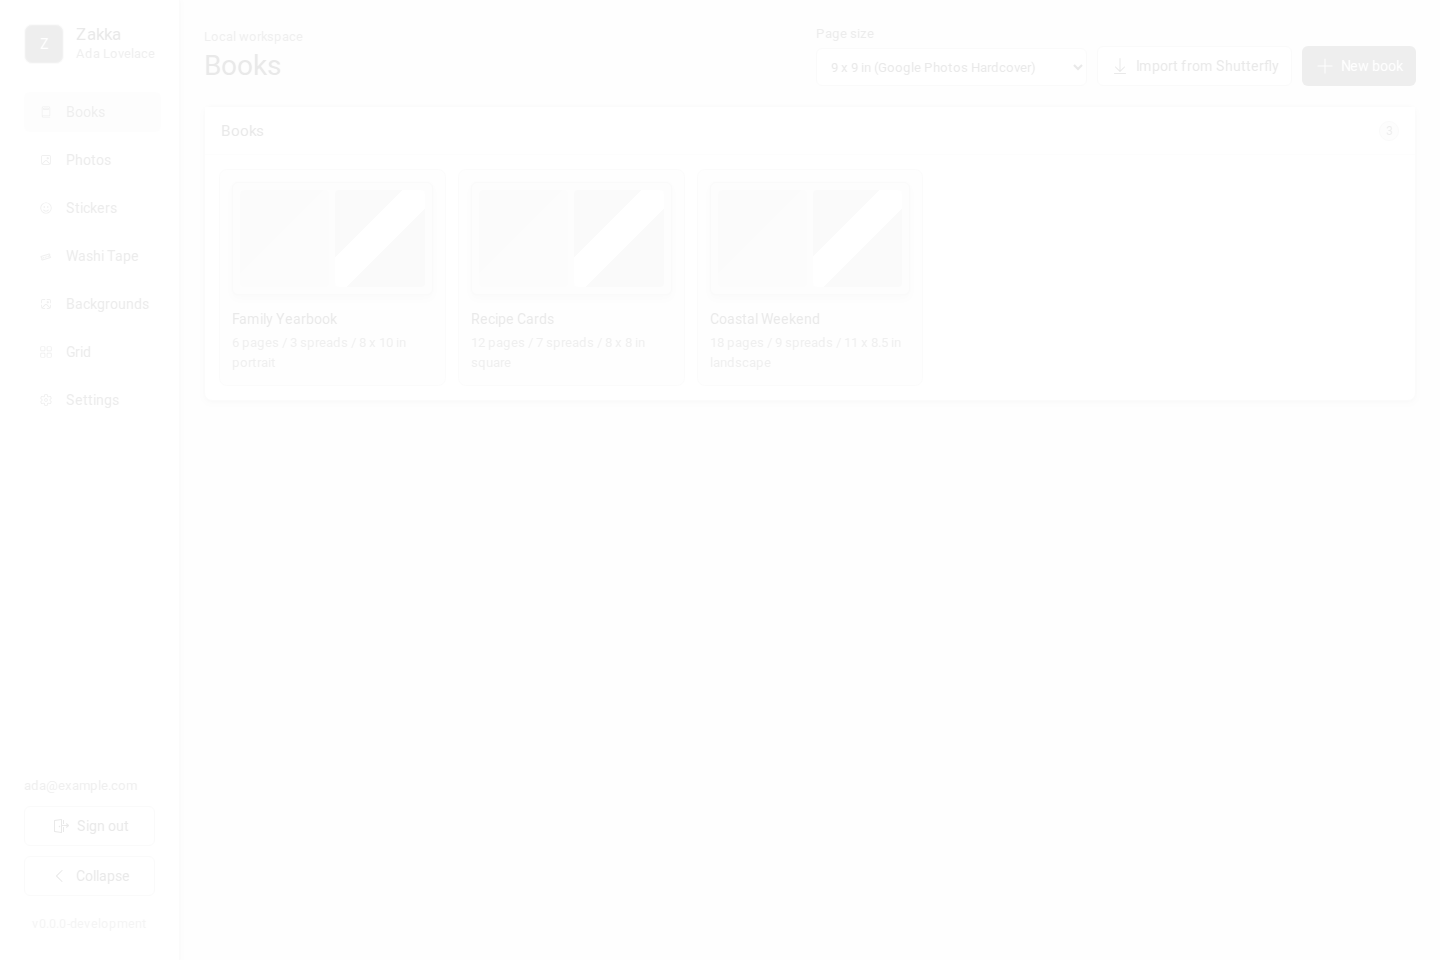 Z
Zakka
Ada Lovelace
Books
Photos
Stickers
Washi Tape
Backgrounds
Grid
Settings
ada@example.com
Sign out
Collapse
v0.0.0-development
Local workspace
Books
Page size
9 x 9 in (Google Photos Hardcover)
Import from Shutterfly
New book
Books
3
Family Yearbook
6 pages / 3 spreads / 8 x 10 in
portrait
Recipe Cards
12 pages / 7 spreads / 8 x 8 in
square
Coastal Weekend
18 pages / 9 spreads / 11 x 8.5 in
landscape